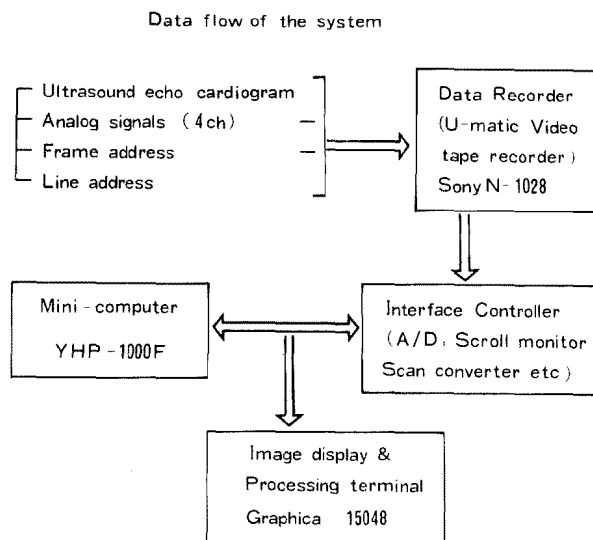 Data flow of the system
Ultrasound echo cardiogram
Analog signals (4ch)
Frame address
Line address
Data Recorder
(U-matic Video
tape recorder)
Sony N-1028
Mini-computer
YHP-1000F
Interface Controller
(A/D, Scroll monitor
Scan converter etc)
Image display &
Processing terminal
Graphica 15048